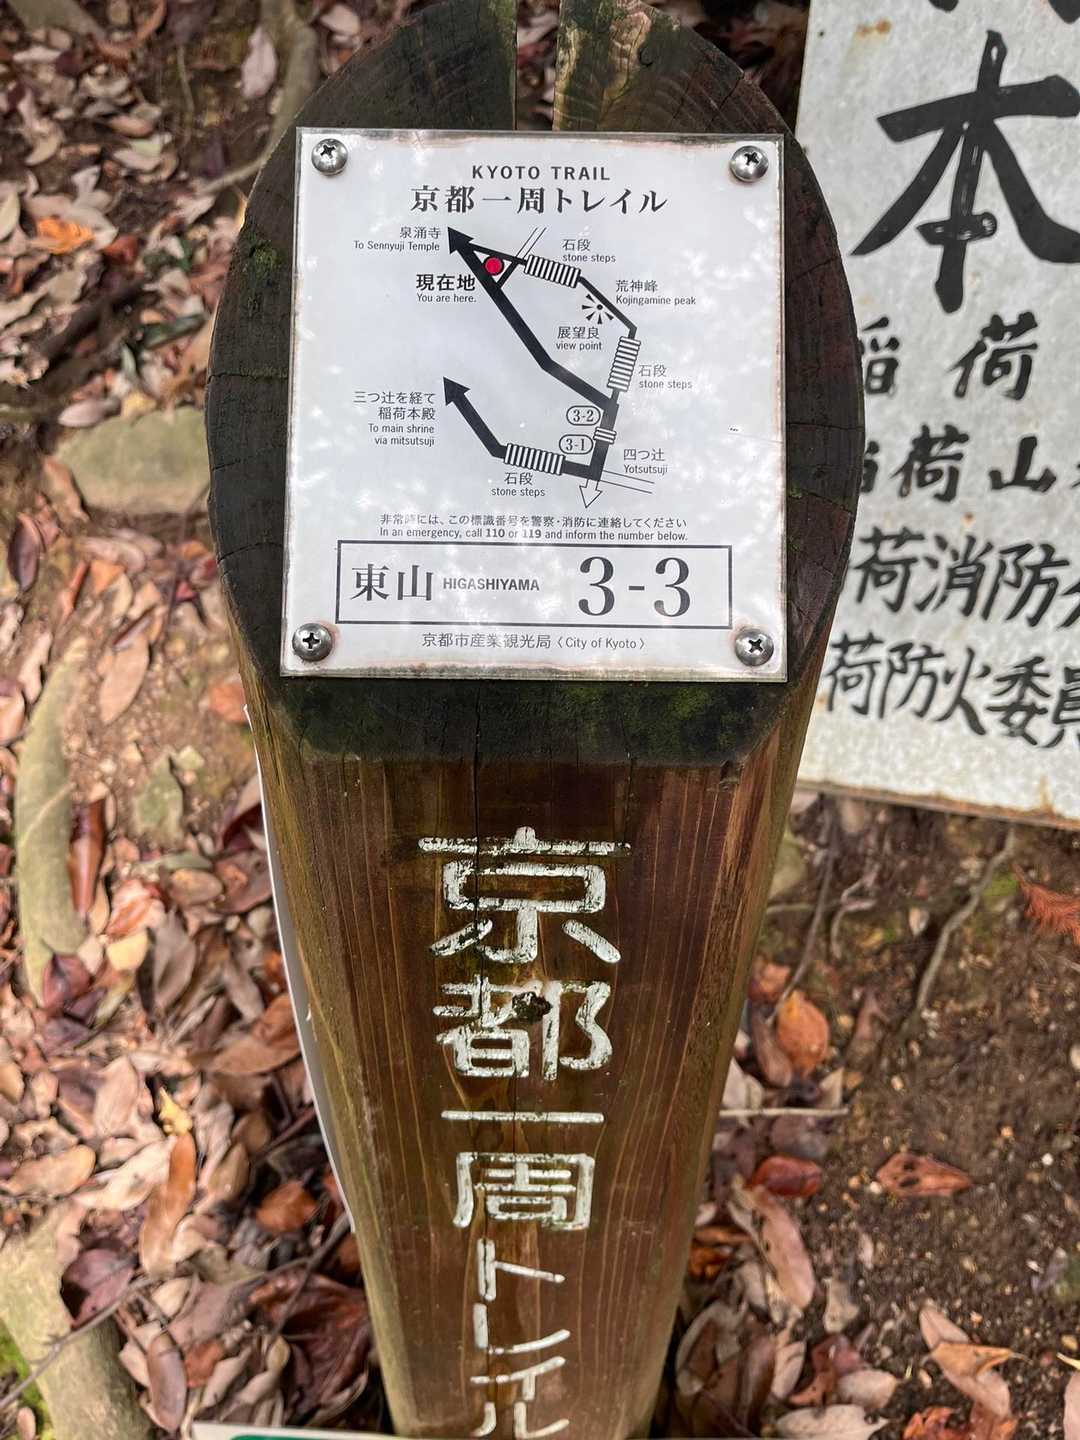 KYOTO TRAIL
京都一周トレイル
泉涌寺
To Sennyuji Temple
石段
stone steps
現在地
You are here.
荒神峰
Kojingamine peak
展望良
view point
石段
stone steps
三つ辻を経て
稲荷本殿
To main shrine
via mitsutsuji
3-2
3-1
四つ辻
Yotsutsuji
石段
stone steps
非常時には、この標識番号を警察・消防に連絡してください
In an emergency, call 110 or 119 and inform the number below.
東山 HIGASHIYAMA 3-3
京都市産業観光局〈City of Kyoto〉
京都一周トレイル
本
稲荷
荷山
荷消防
荷防火委員